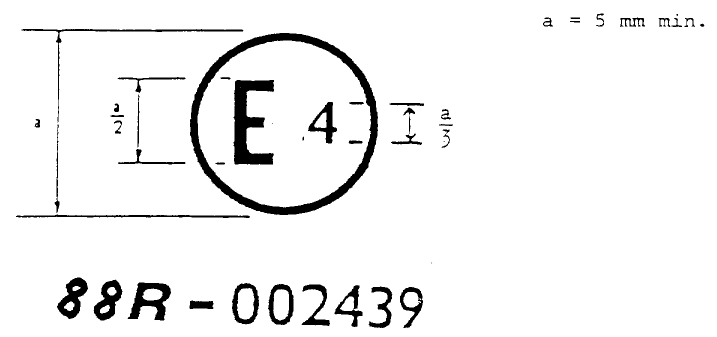 a = 5 mm min.
a
a/2
E 4
a/3
88R - 002439